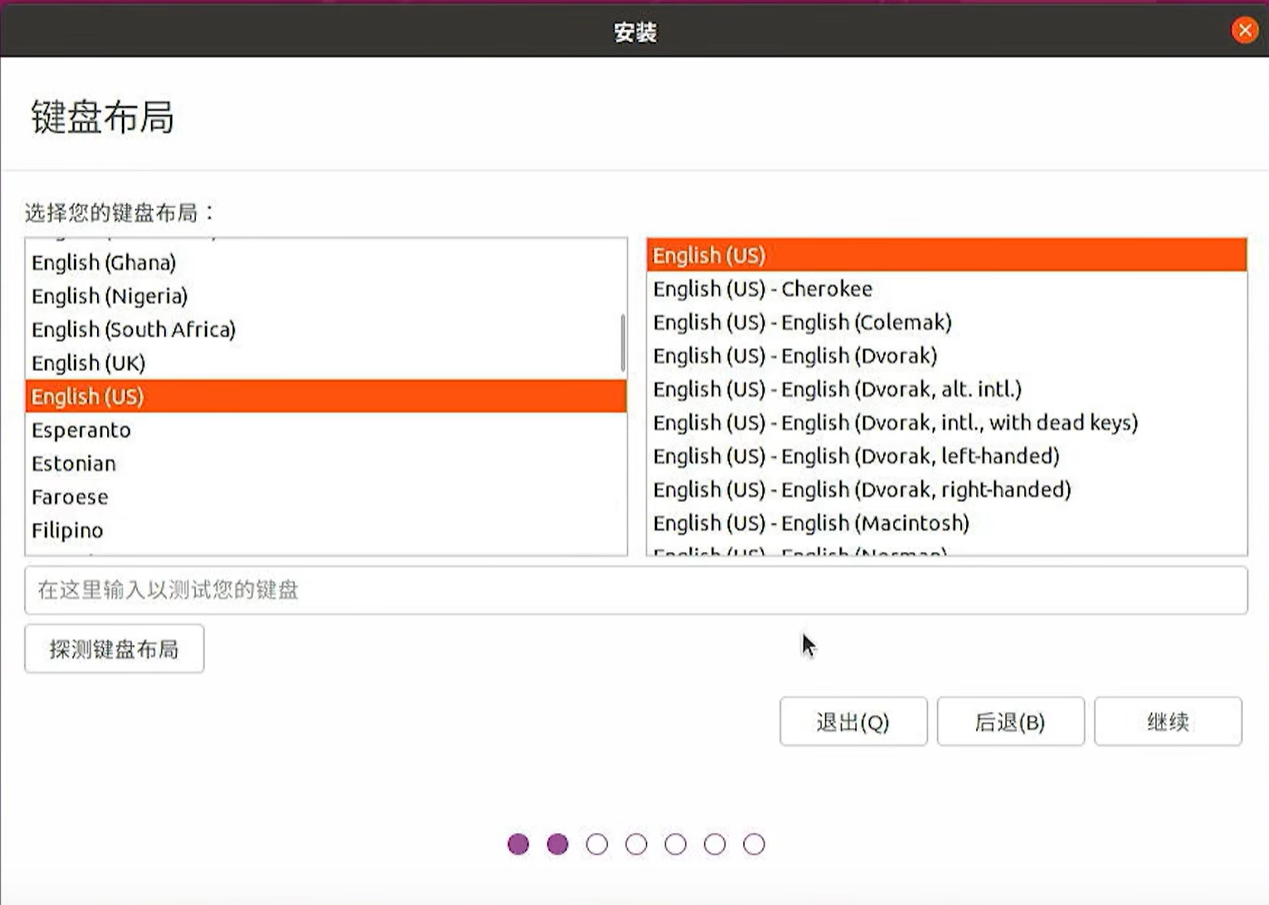 安装
键盘布局
选择您的键盘布局：
English (Ghana)
English (Nigeria)
English (South Africa)
English (UK)
English (US)
Esperanto
Estonian
Faroese
Filipino
English (US)
English (US) - Cherokee
English (US) - English (Colemak)
English (US) - English (Dvorak)
English (US) - English (Dvorak, alt. intl.)
English (US) - English (Dvorak, intl., with dead keys)
English (US) - English (Dvorak, left-handed)
English (US) - English (Dvorak, right-handed)
English (US) - English (Macintosh)
English (US) - English (Norman)
在这里输入以测试您的键盘
探测键盘布局
退出(Q)
后退(B)
继续